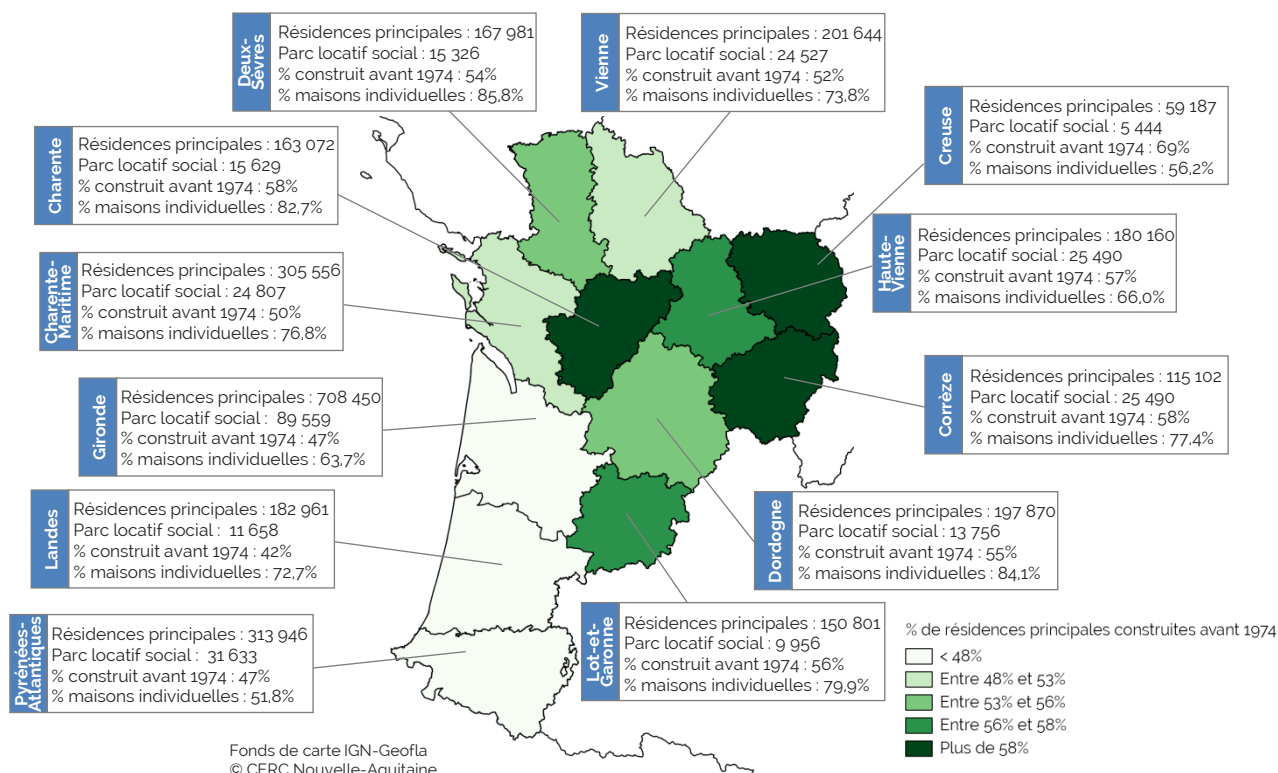 Deux-
Sèvres
Résidences principales : 167 981
Parc locatif social : 15 326
% construit avant 1974 : 54%
% maisons individuelles : 85,8%
Vienne
Résidences principales : 201 644
Parc locatif social : 24 527
% construit avant 1974 : 52%
% maisons individuelles : 73,8%
Creuse
Résidences principales : 59 187
Parc locatif social : 5 444
% construit avant 1974 : 69%
% maisons individuelles : 56,2%
Charente
Résidences principales : 163 072
Parc locatif social : 15 629
% construit avant 1974 : 58%
% maisons individuelles : 82,7%
Haute-
Vienne
Résidences principales : 180 160
Parc locatif social : 25 490
% construit avant 1974 : 57%
% maisons individuelles : 66,0%
Charente-
Maritime
Résidences principales : 305 556
Parc locatif social : 24 807
% construit avant 1974 : 50%
% maisons individuelles : 76,8%
Corrèze
Résidences principales : 115 102
Parc locatif social : 25 490
% construit avant 1974 : 58%
% maisons individuelles : 77,4%
Gironde
Résidences principales : 708 450
Parc locatif social : 89 559
% construit avant 1974 : 47%
% maisons individuelles : 63,7%
Landes
Résidences principales : 182 961
Parc locatif social : 11 658
% construit avant 1974 : 42%
% maisons individuelles : 72,7%
Dordogne
Résidences principales : 197 870
Parc locatif social : 13 756
% construit avant 1974 : 55%
% maisons individuelles : 84,1%
Pyrénées-
Atlantiques
Résidences principales : 313 946
Parc locatif social : 31 633
% construit avant 1974 : 47%
% maisons individuelles : 51,8%
Lot-et-
Garonne
Résidences principales : 150 801
Parc locatif social : 9 956
% construit avant 1974 : 56%
% maisons individuelles : 79,9%
% de résidences principales construites avant 1974
< 48%
Entre 48% et 53%
Entre 53% et 56%
Entre 56% et 58%
Plus de 58%
Fonds de carte IGN-Geofla
© CERC Nouvelle-Aquitaine